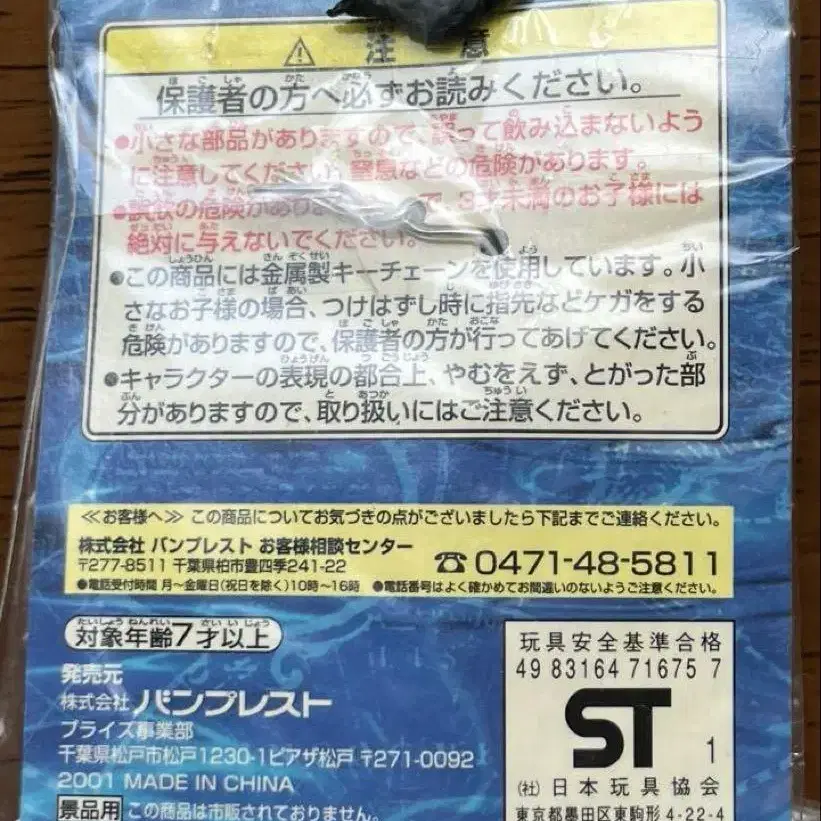 注意
保護者の方へ必ずお読みください。
●小さな部品がありますので、誤って飲み込まないよう
に注意してください。窒息などの危険があります。
●誤飲の危険がありますので、3才未満のお子様には
絶対に与えないでください。
●この商品には金属製キーチェーンを使用しています。小
さなお子様の場合、つけはずし時に指先などケガをする
危険がありますので、保護者の方が行ってあげてください。
●キャラクターの表現の都合上、やむをえず、とがった部
分がありますので、取り扱いにはご注意ください。
≪お客様へ≫ この商品についてお気づきの点がございましたら下記までご連絡ください。
株式会社 バンプレスト お客様相談センター
〒277-8511 千葉県柏市豊四季241-22
☎0471-48-5811
●電話受付時間 月〜金曜日(祝日を除く)10時〜16時 ●電話番号はよく確かめてお間違いのないようご注意ください。
対象年齢7才以上
発売元
株式会社 バンプレスト
プライズ事業部
千葉県松戸市松戸1230-1ピアザ松戸 〒271-0092
2001 MADE IN CHINA
景品用 この商品は市販されておりません。
玩具安全基準合格
49 83164 71675 7
ST 1
(社) 日本玩具協会
東京都墨田区東駒形4-22-4